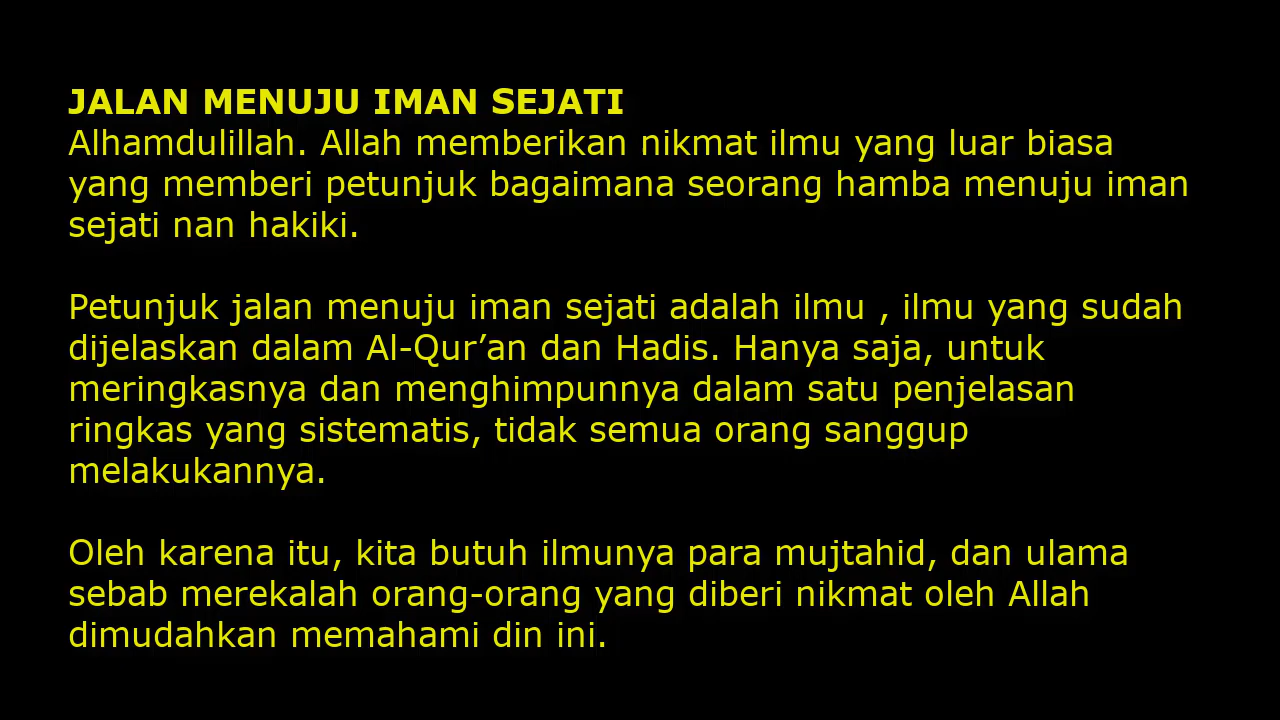 JALAN MENUJU IMAN SEJATI
Alhamdulillah. Allah memberikan nikmat ilmu yang luar biasa
yang memberi petunjuk bagaimana seorang hamba menuju iman
sejati nan hakiki.
Petunjuk jalan menuju iman sejati adalah ilmu , ilmu yang sudah
dijelaskan dalam Al-Qur’an dan Hadis. Hanya saja, untuk
meringkasnya dan menghimpunnya dalam satu penjelasan
ringkas yang sistematis, tidak semua orang sanggup
melakukannya.
Oleh karena itu, kita butuh ilmunya para mujtahid, dan ulama
sebab merekalah orang-orang yang diberi nikmat oleh Allah
dimudahkan memahami din ini.